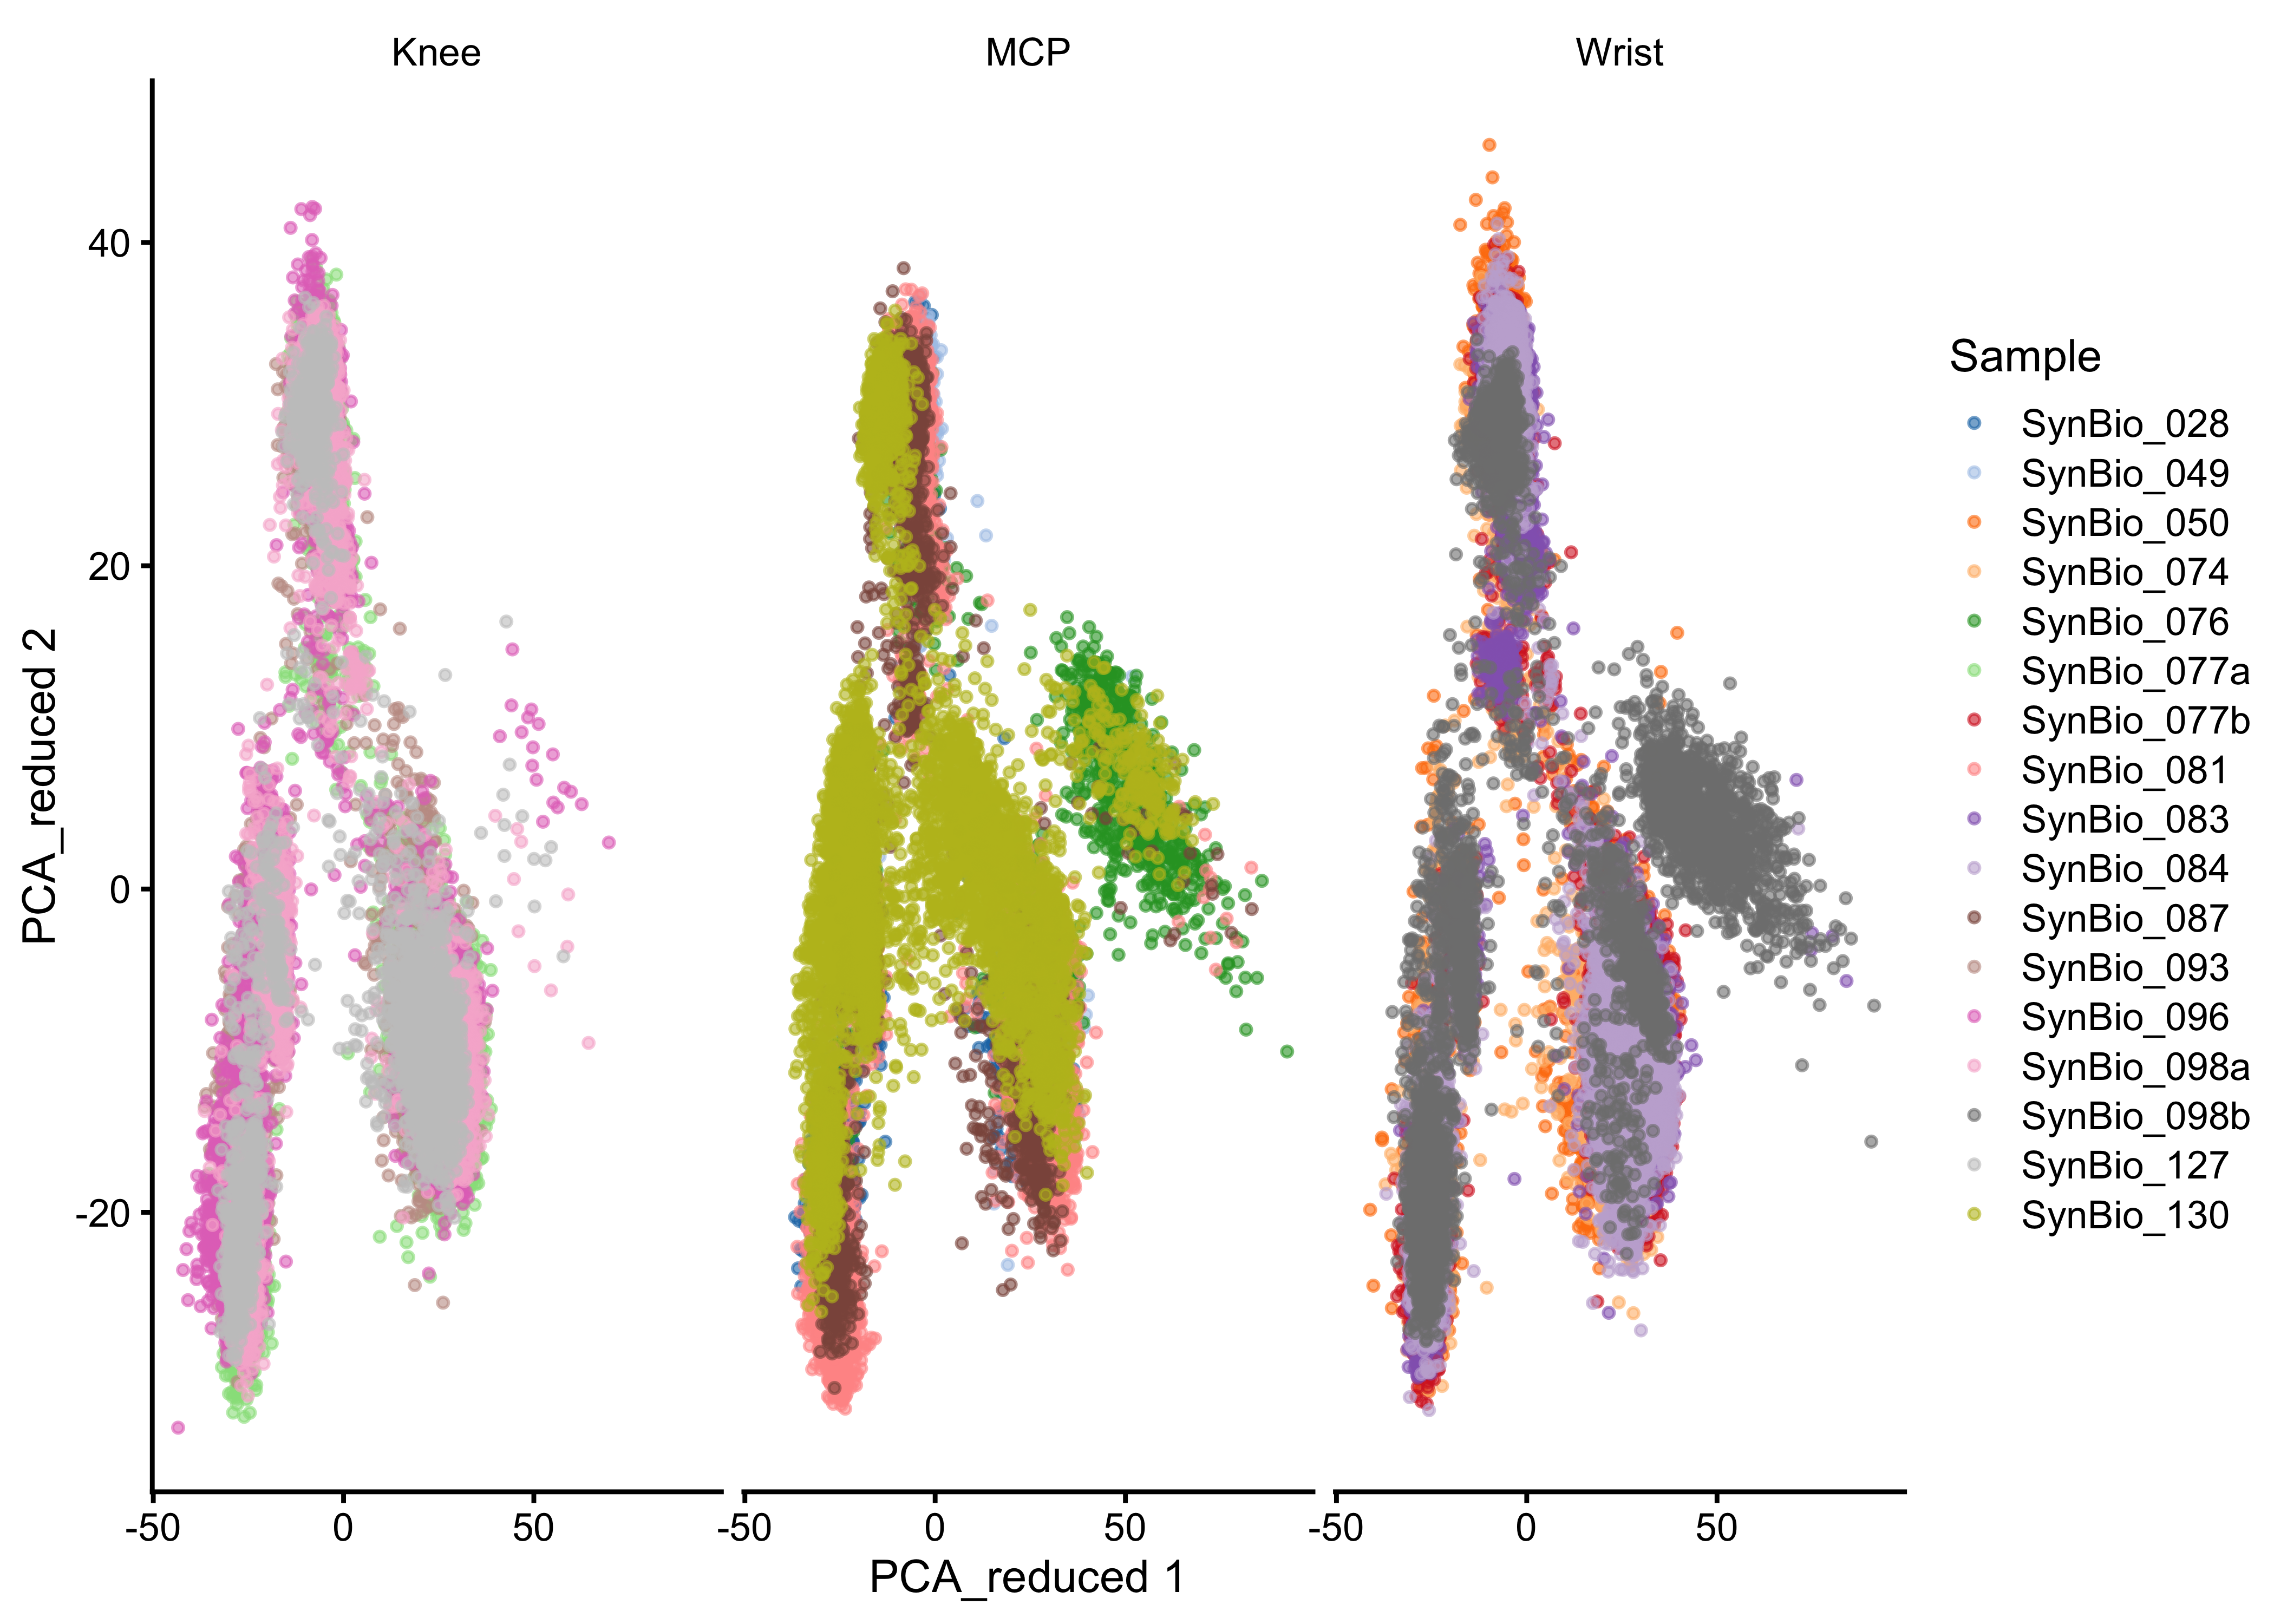 Knee MCP Wrist
PCA_reduced 2
40
20
0
-20
-50 0 50 -50 0 50 -50 0 50
PCA_reduced 1
Sample
SynBio_028
SynBio_049
SynBio_050
SynBio_074
SynBio_076
SynBio_077a
SynBio_077b
SynBio_081
SynBio_083
SynBio_084
SynBio_087
SynBio_093
SynBio_096
SynBio_098a
SynBio_098b
SynBio_127
SynBio_130